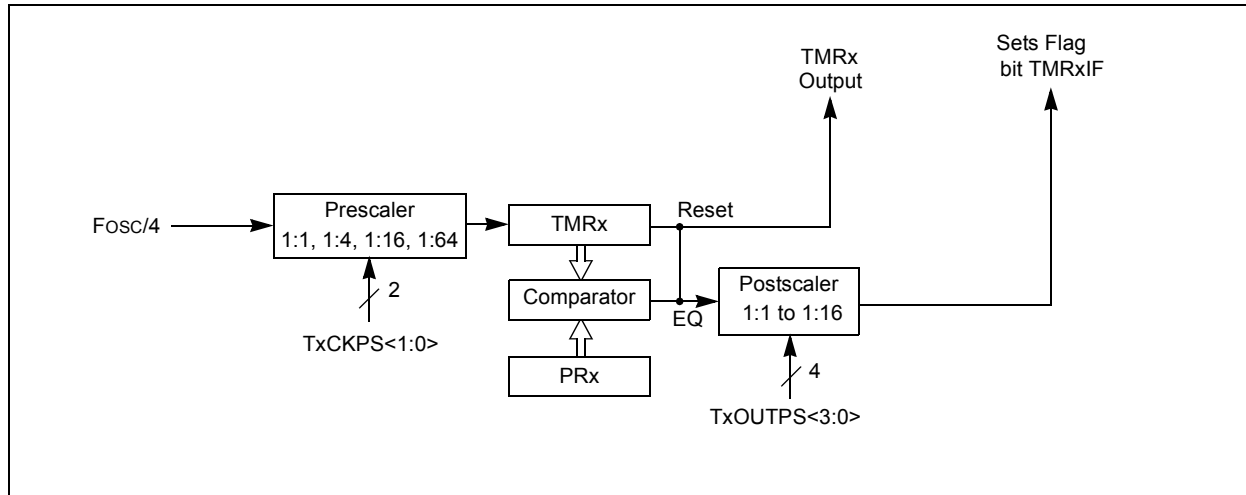 TMRx
Output
Sets Flag
bit TMRxIF
FOSC/4
Prescaler
1:1, 1:4, 1:16, 1:64
2
TxCKPS<1:0>
TMRx
Reset
Comparator
EQ
PRx
Postscaler
1:1 to 1:16
4
TxOUTPS<3:0>